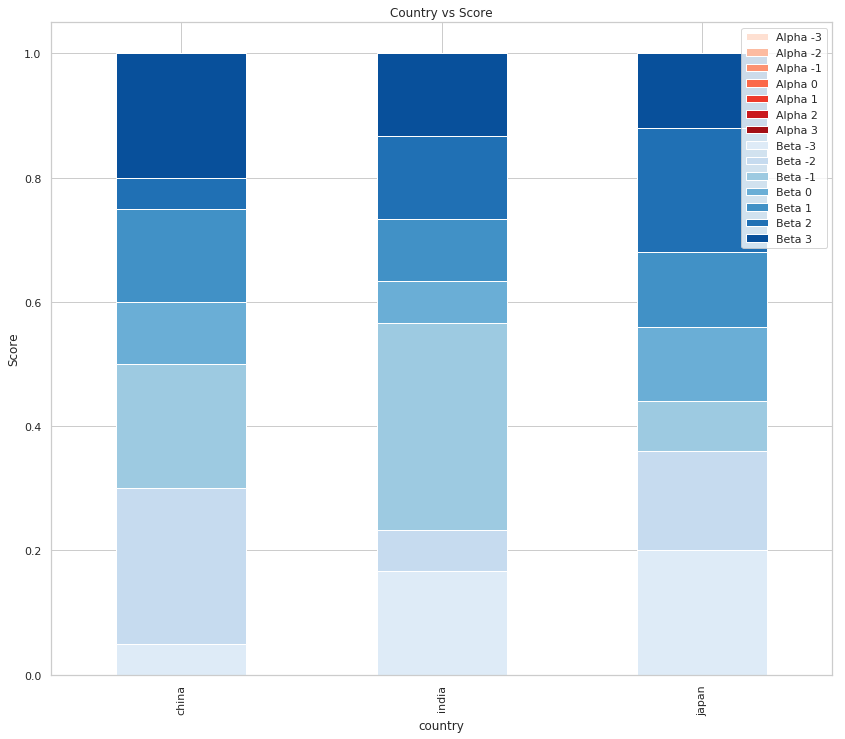 Country vs Score
Alpha -3
Alpha -2
Alpha -1
Alpha 0
Alpha 1
Alpha 2
Alpha 3
Beta -3
Beta -2
Beta -1
Beta 0
Beta 1
Beta 2
Beta 3
1.0
0.8
0.6
0.4
0.2
0.0
Score
china
india
japan
country